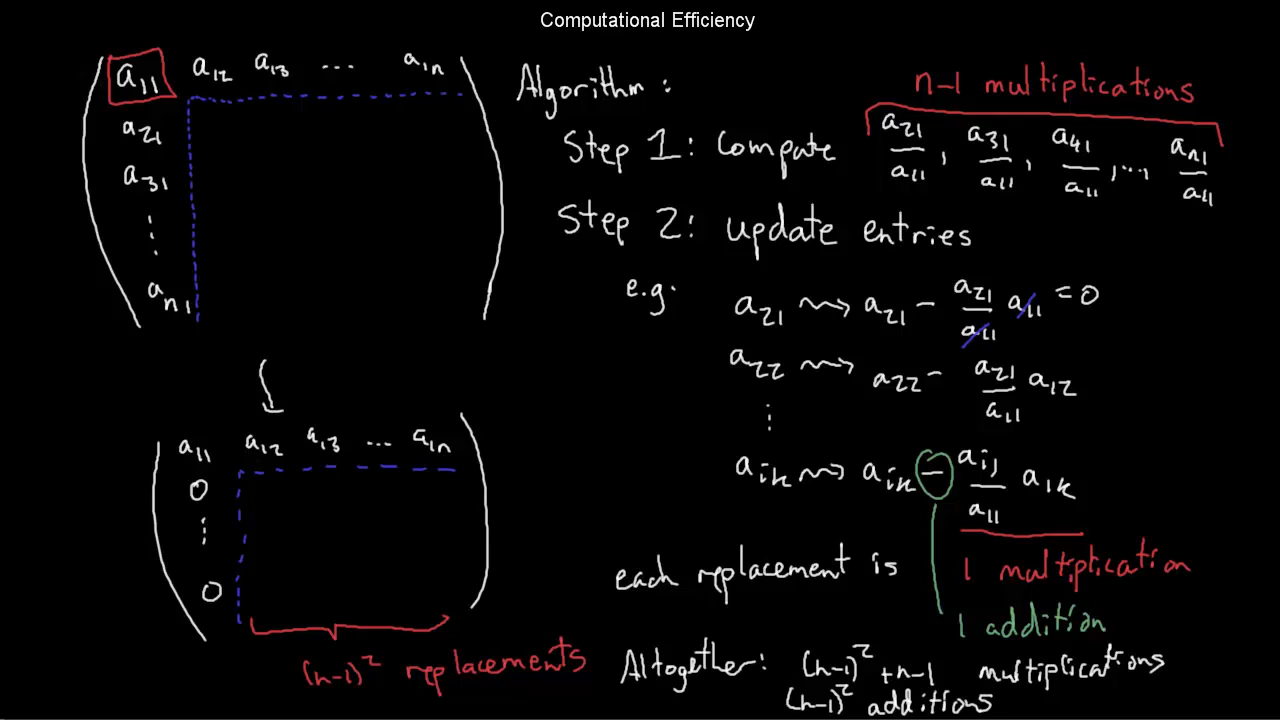 Computational Efficiency
a11 a12 a13 ... a1n
a21
a31
⋮
an1
Algorithm:
n-1 multiplications
Step 1: Compute a21/a11, a31/a11, a41/a11, ..., an1/a11
Step 2: update entries
e.g. a21 ⇝ a21 - a21/a11 a11 = 0
a22 ⇝ a22 - a21/a11 a12
⋮
aik ⇝ aik - ai1/a11 a1k
a11 a12 a13 ... a1n
0
⋮
0
(n-1)² replacements
each replacement is 1 multiplication
1 addition
Altogether: (n-1)² + n-1 multiplications
(n-1)² additions